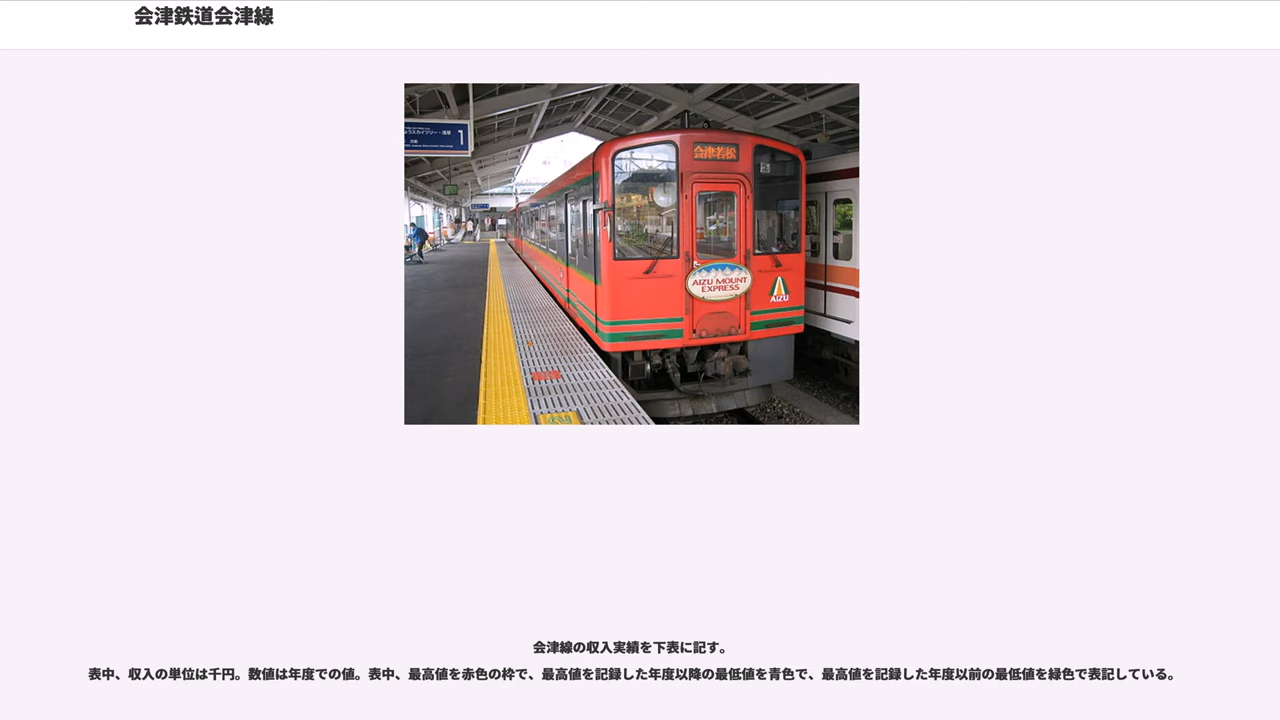 会津鉄道会津線
1
会津若松
AIZU MOUNT
EXPRESS
AIZU
会津線の収入実績を下表に記す。
表中、収入の単位は千円。数値は年度での値。表中、最高値を赤色の枠で、最高値を記録した年度以降の最低値を青色で、最高値を記録した年度以前の最低値を緑色で表記している。